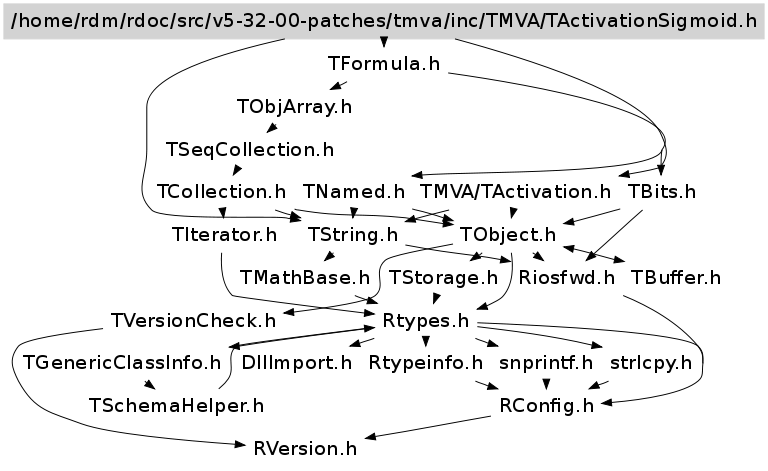 /home/rdm/rdoc/src/v5-32-00-patches/tmva/inc/TMVA/TActivationSigmoid.h
TFormula.h
TObjArray.h
TSeqCollection.h
TCollection.h TNamed.h TMVA/TActivation.h TBits.h
TIterator.h TString.h TObject.h
TMathBase.h TStorage.h Riosfwd.h TBuffer.h
TVersionCheck.h Rtypes.h
TGenericClassInfo.h DllImport.h Rtypeinfo.h snprintf.h strlcpy.h
TSchemaHelper.h RConfig.h
RVersion.h